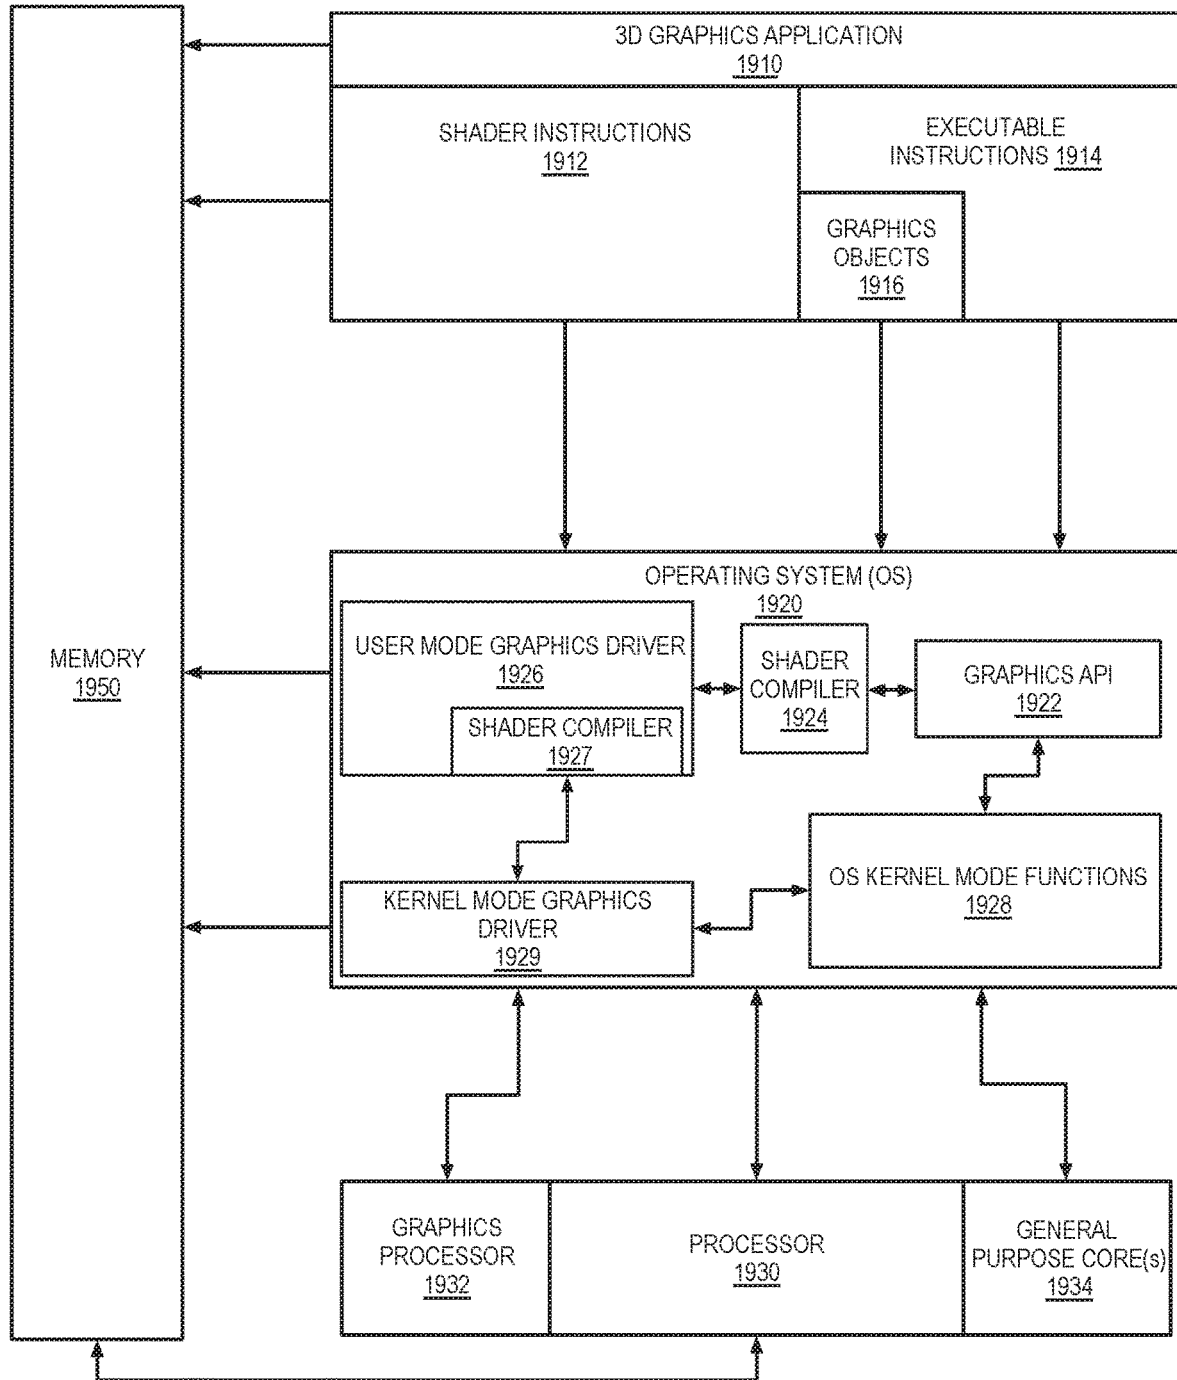 3D GRAPHICS APPLICATION
1910
SHADER INSTRUCTIONS
1912
EXECUTABLE
INSTRUCTIONS 1914
GRAPHICS
OBJECTS
1916
MEMORY
1950
OPERATING SYSTEM (OS)
1920
USER MODE GRAPHICS DRIVER
1926
SHADER COMPILER
1927
SHADER
COMPILER
1924
GRAPHICS API
1922
KERNEL MODE GRAPHICS
DRIVER
1929
OS KERNEL MODE FUNCTIONS
1928
GRAPHICS
PROCESSOR
1932
PROCESSOR
1930
GENERAL
PURPOSE CORE(s)
1934